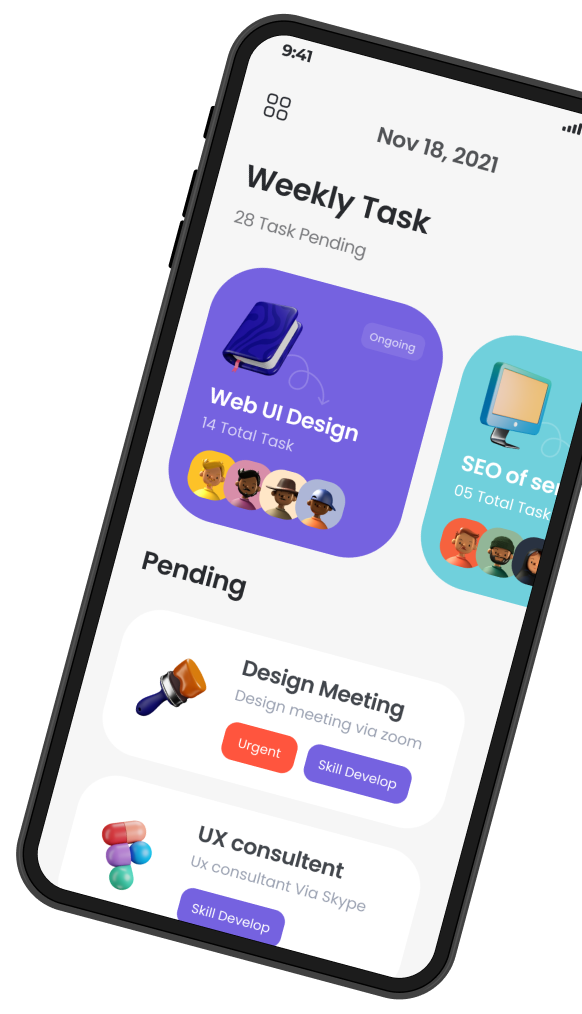 9:41
Nov 18, 2021
Weekly Task
28 Task Pending
Ongoing
Web UI Design
14 Total Task
SEO of
05 Total Task
Pending
Design Meeting
Design meeting via zoom
Urgent
Skill Develop
UX consultent
Ux consultant Via Skype
Skill Develop